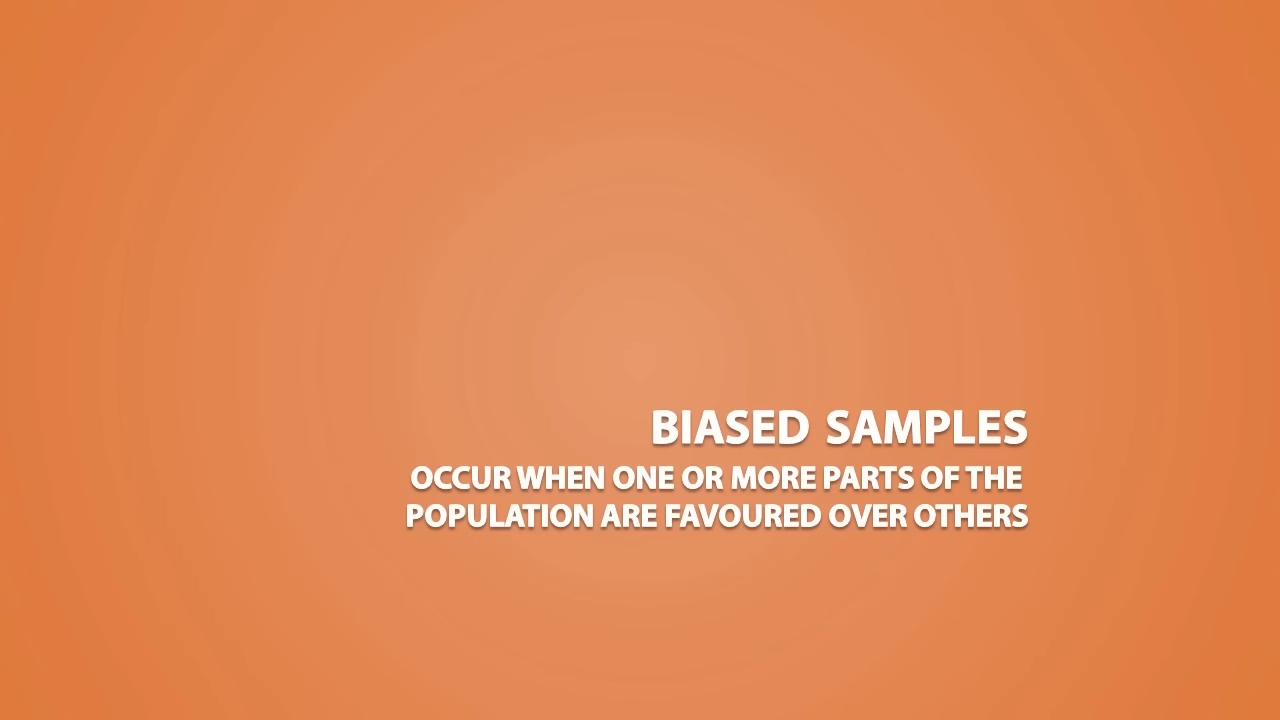 BIASED SAMPLES
OCCUR WHEN ONE OR MORE PARTS OF THE
POPULATION ARE FAVOURED OVER OTHERS